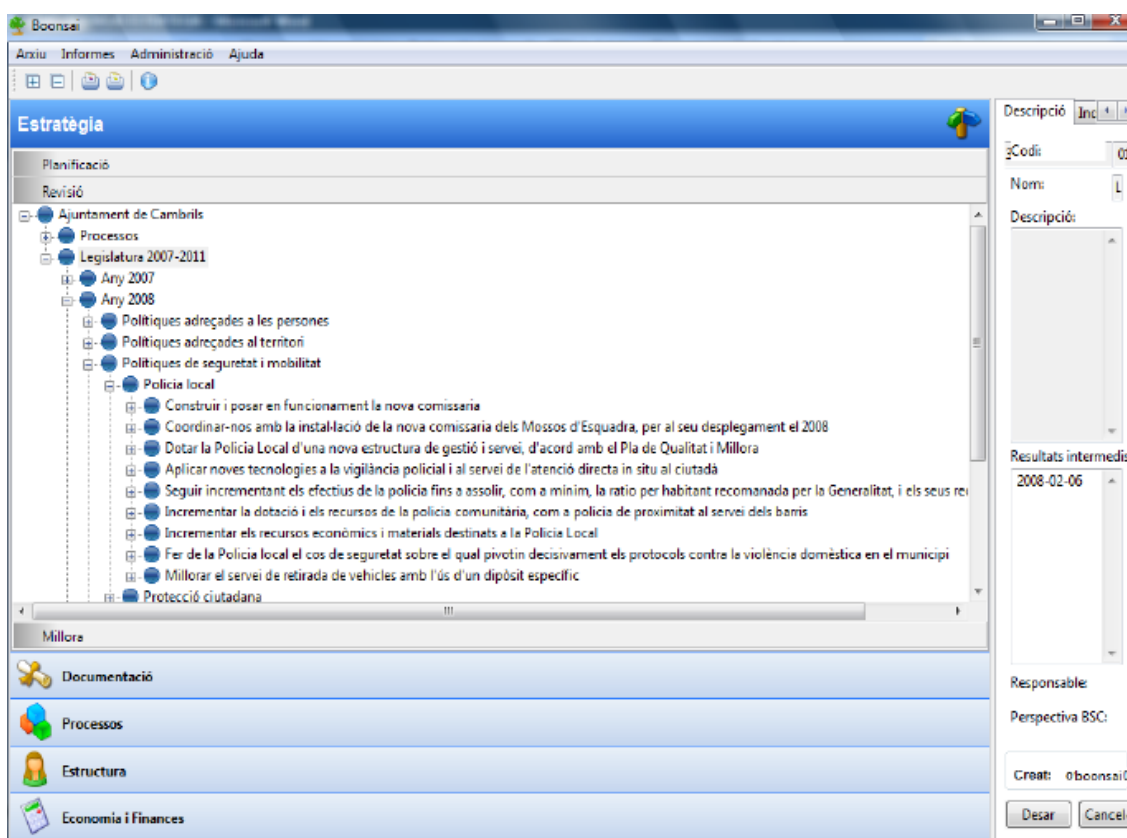 Boonsai
Arxiu Informes Administració Ajuda
Estratègia
Planificació
Revisió
Ajuntament de Cambrils
Processos
Legislatura 2007-2011
Any 2007
Any 2008
Polítiques adreçades a les persones
Polítiques adreçades al territori
Polítiques de seguretat i mobilitat
Policia local
Construir i posar en funcionament la nova comissaria
Coordinar-nos amb la instal·lació de la nova comissaria dels Mossos d'Esquadra, per al seu desplegament el 2008
Dotar la Policia Local d'una nova estructura de gestió i servei, d'acord amb el Pla de Qualitat i Millora
Aplicar noves tecnologies a la vigilància policial i al servei de l'atenció directa in situ al ciutadà
Seguir incrementant els efectius de la policia fins a assolir, com a mínim, la ratio per habitant recomanada per la Generalitat, i els seus
Incrementar la dotació i els recursos de la policia comunitària, com a policia de proximitat al servei dels barris
Incrementar els recursos econòmics i materials destinats a la Policia Local
Fer de la Policia local el cos de seguretat sobre el qual pivotin decisivament els protocols contra la violència domèstica en el municipi
Millorar el servei de retirada de vehicles amb l'ús d'un dipòsit específic
Protecció ciutadana
Millora
Documentació
Processos
Estructura
Economia i Finances
Descripció Inc
Codi: 01
Nom: L
Descripció:
Resultats intermedis
2008-02-06
Responsable:
Perspectiva BSC:
Creat:
Desar Cancel